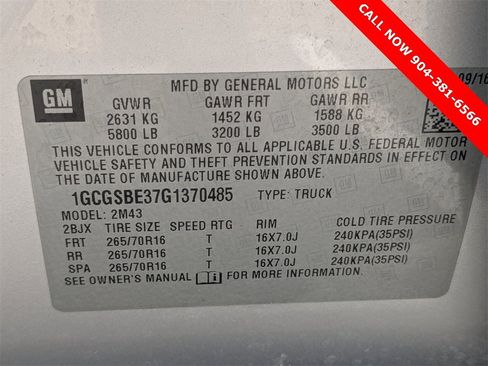 CALL NOW 904-381-6566
GM
MFD BY GENERAL MOTORS LLC
09/16
GVWR GAWR FRT GAWR RR
2631 KG 1452 KG 1588 KG
5800 LB 3200 LB 3500 LB
THIS VEHICLE CONFORMS TO ALL APPLICABLE U.S. FEDERAL MOTOR
VEHICLE SAFETY AND THEFT PREVENTION STANDARDS IN EFFECT ON
THE DATE OF MANUFACTURE SHOWN ABOVE.
1GCGSBE37G1370485 TYPE: TRUCK
MODEL: 2M43
2BJX TIRE SIZE SPEED RTG RIM COLD TIRE PRESSURE
FRT 265/70R16 T 16X7.0J 240KPA(35PSI)
RR 265/70R16 T 16X7.0J 240KPA(35PSI)
SPA 265/70R16 T 16X7.0J 240KPA(35PSI)
SEE OWNER'S MANUAL FOR MORE INFORMATION